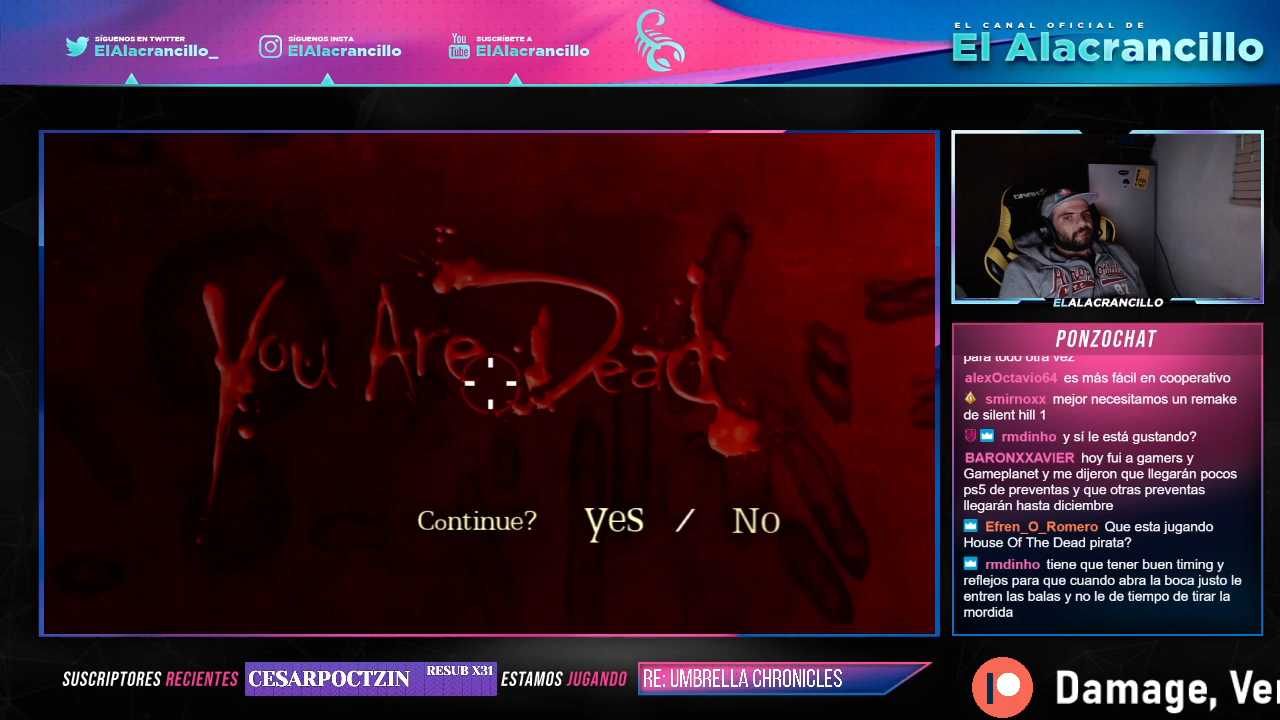 SÍGUENOS EN TWITTER
ElAlacrancillo_
SÍGUENOS INSTA
ElAlacrancillo
You Tube
SUSCRÍBETE A
ElAlacrancillo
EL CANAL OFICIAL DE
El Alacrancillo
You Are Dead
Continue? yes / No
ELALACRANCILLO
PONZOCHAT
para todo otra vez
alexOctavio64 es más fácil en cooperativo
smirnoxx mejor necesitamos un remake
de silent hill 1
rmdinho y sí le está gustando?
BARONXXAVIER hoy fui a gamers y
Gameplanet y me dijeron que llegarán pocos
ps5 de preventas y que otras preventas
llegarán hasta diciembre
Efren_O_Romero Que esta jugando
House Of The Dead pirata?
rmdinho tiene que tener buen timing y
reflejos para que cuando abra la boca justo le
entren las balas y no le de tiempo de tirar la
mordida
SUSCRIPTORES RECIENTES CESARPOCTZIN RESUB X31 ESTAMOS JUGANDO RE: UMBRELLA CHRONICLES
Damage, Ver